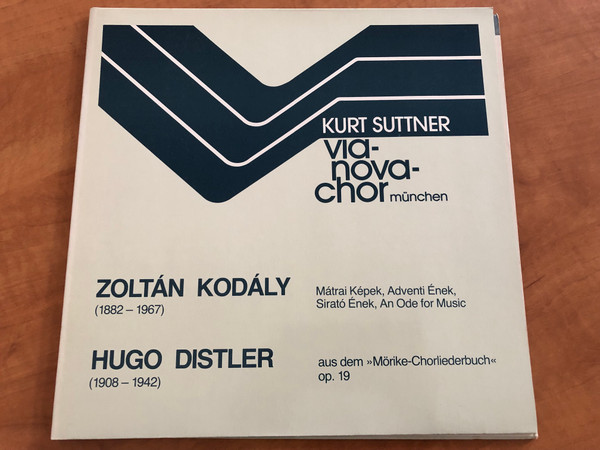 KURT SUTTNER
via-
nova-
chor münchen
ZOLTÁN KODÁLY
(1882 – 1967)
Mátrai Képek, Adventi Ének,
Sirató Ének, An Ode for Music
HUGO DISTLER
(1908 – 1942)
aus dem »Mörike-Chorliederbuch«
op. 19